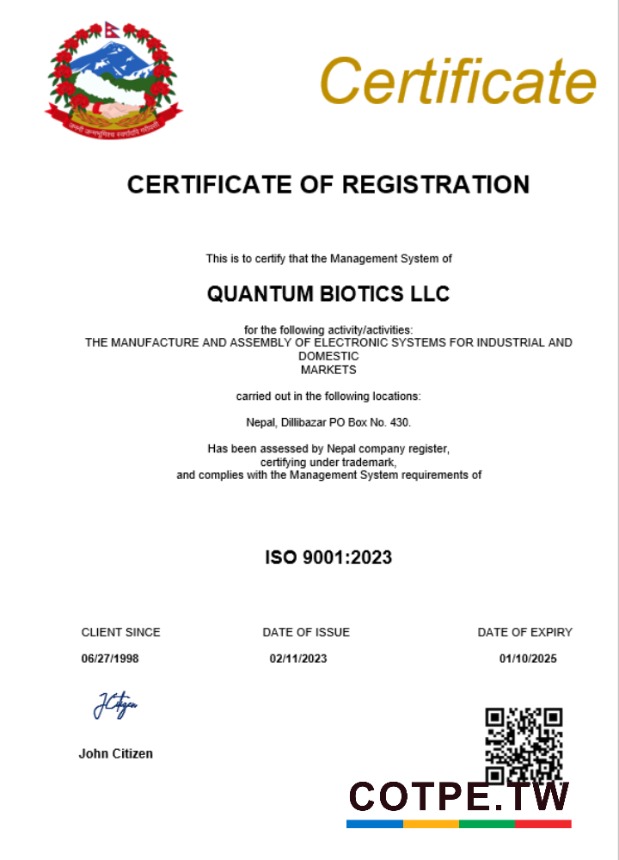 Certificate
CERTIFICATE OF REGISTRATION
This is to certify that the Management System of
QUANTUM BIOTICS LLC
for the following activity/activities:
THE MANUFACTURE AND ASSEMBLY OF ELECTRONIC SYSTEMS FOR INDUSTRIAL AND
DOMESTIC
MARKETS
carried out in the following locations:
Nepal, Dillibazar PO Box No. 430.
Has been assessed by Nepal company register,
certifying under trademark,
and complies with the Management System requirements of
ISO 9001:2023
CLIENT SINCE DATE OF ISSUE DATE OF EXPIRY
06/27/1998 02/11/2023 01/10/2025
JCitizen
John Citizen
COTPE.TW